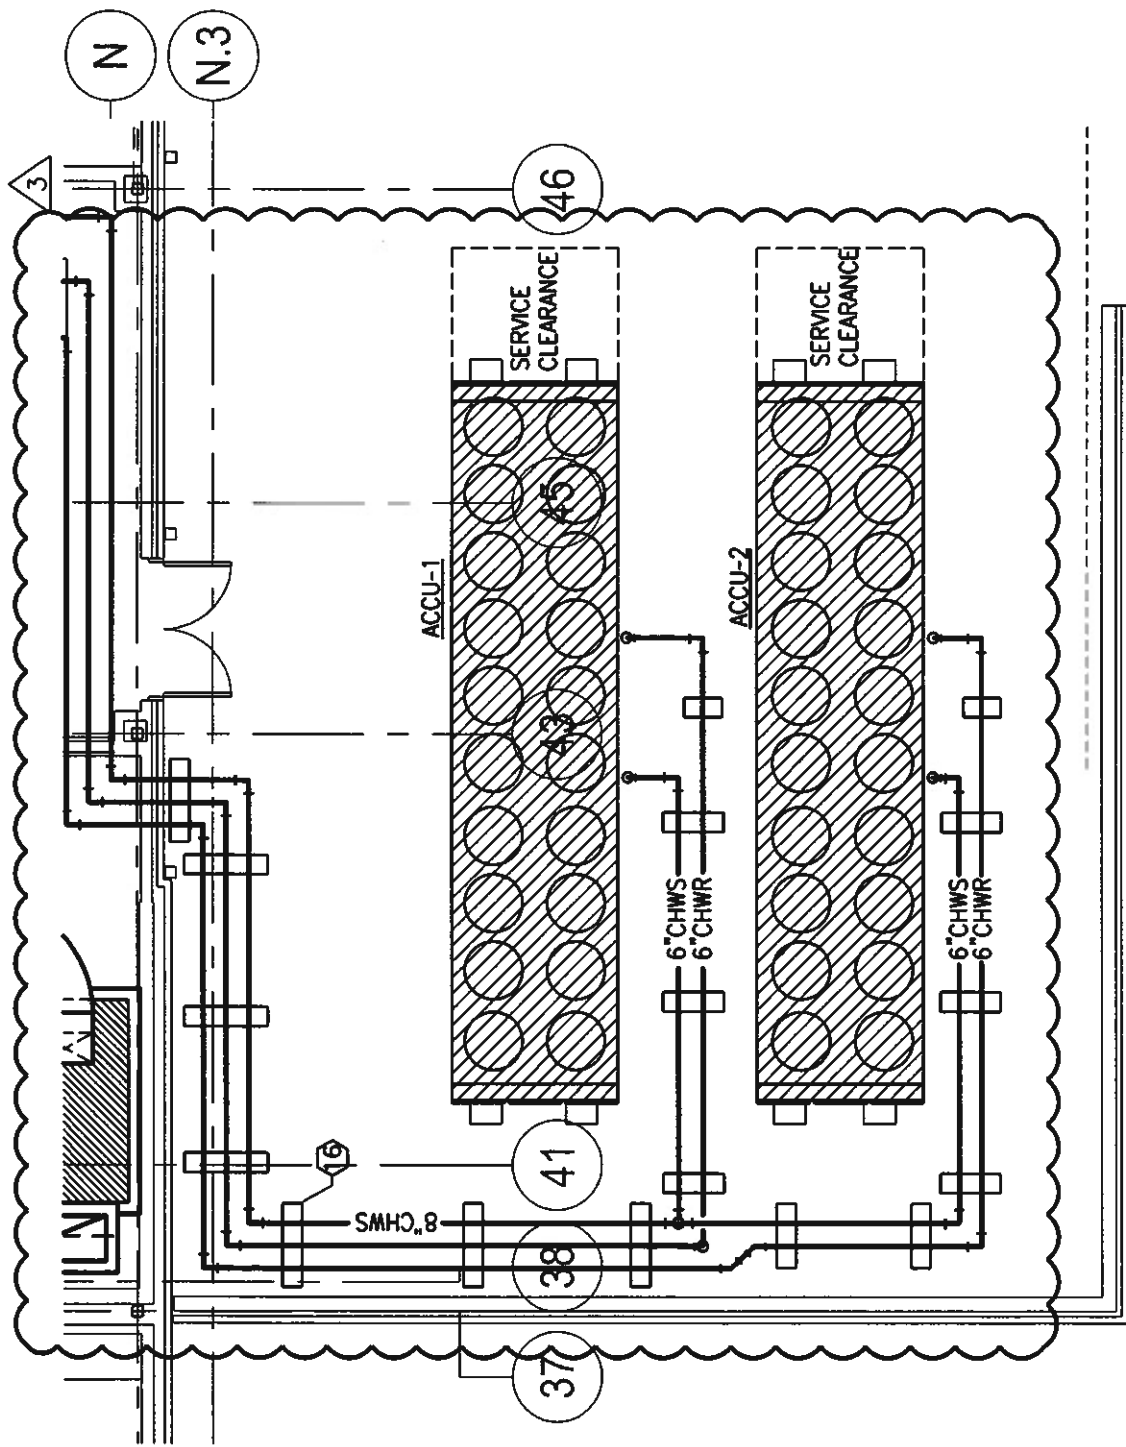 N
N.3
3
46
SERVICE
CLEARANCE
SERVICE
CLEARANCE
45
ACCU-1
ACCU-2
43
6"CHWS
6"CHWR
6"CHWS
6"CHWR
16
41
8"CHWS
38
37